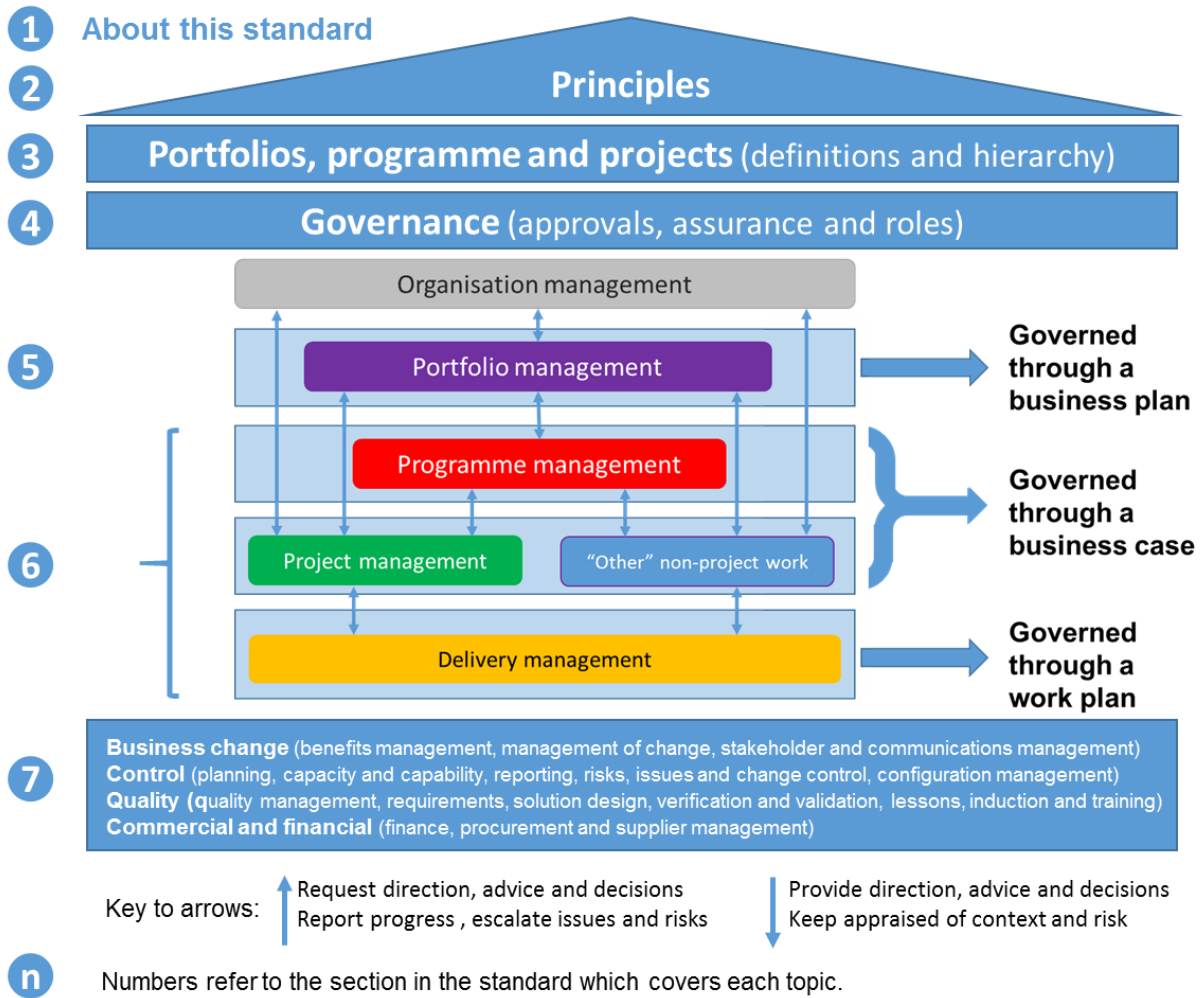 1 About this standard
2 Principles
3 Portfolios, programme and projects (definitions and hierarchy)
4 Governance (approvals, assurance and roles)
Organisation management
5 Portfolio management
Governed
through a
business plan
Programme management
6 Project management
"Other" non-project work
Governed
through a
business case
Delivery management
Governed
through a
work plan
7 Business change (benefits management, management of change, stakeholder and communications management)
Control (planning, capacity and capability, reporting, risks, issues and change control, configuration management)
Quality (quality management, requirements, solution design, verification and validation, lessons, induction and training)
Commercial and financial (finance, procurement and supplier management)
Key to arrows:
Request direction, advice and decisions
Report progress , escalate issues and risks
Provide direction, advice and decisions
Keep appraised of context and risk
n Numbers refer to the section in the standard which covers each topic.